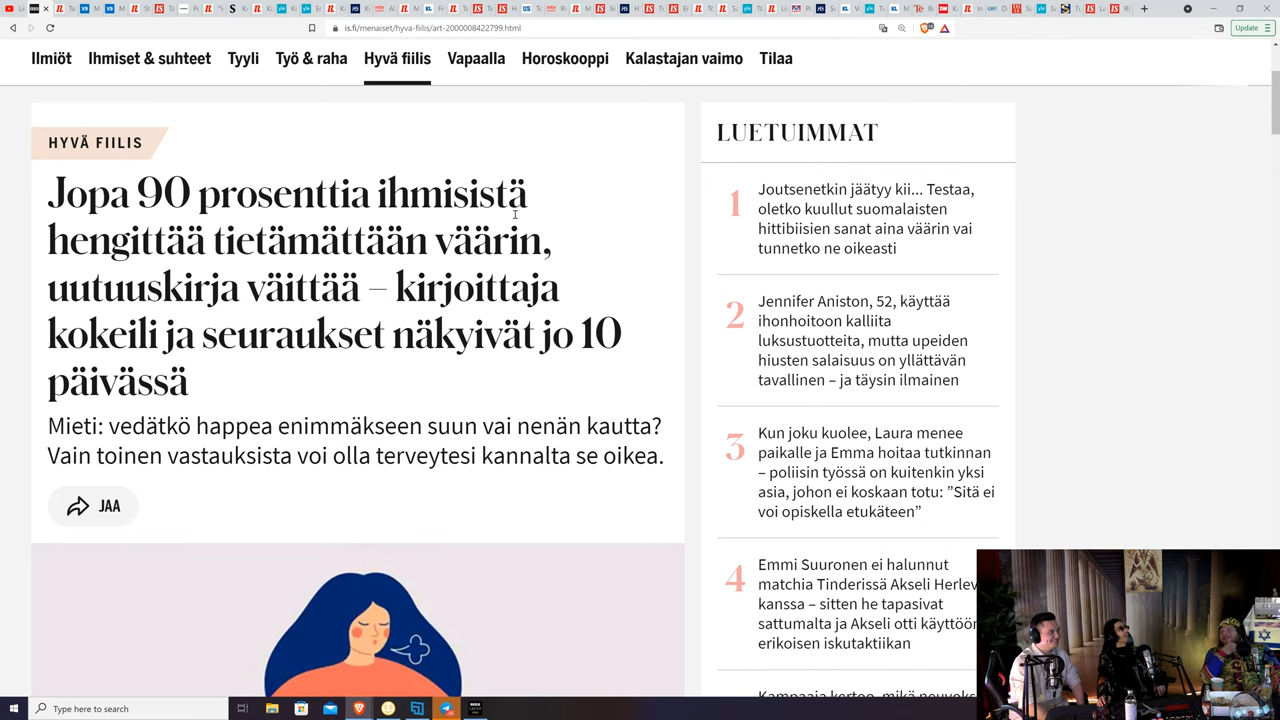 is.fi/menaiset/hyva-fiilis/art-2000008422799.html
Update
Ilmiöt Ihmiset & suhteet Tyyli Työ & raha Hyvä fiilis Vapaalla Horoskooppi Kalastajan vaimo Tilaa
HYVÄ FIILIS
Jopa 90 prosenttia ihmisistä
hengittää tietämättään väärin,
uutuuskirja väittää – kirjoittaja
kokeili ja seuraukset näkyivät jo 10
päivässä
Mieti: vedätkö happea enimmäkseen suun vai nenän kautta?
Vain toinen vastauksista voi olla terveytesi kannalta se oikea.
JAA
LUETUIMMAT
1
Joutsenetkin jäätyy kii... Testaa,
oletko kuullut suomalaisten
hittibiisien sanat aina väärin vai
tunnetko ne oikeasti
2
Jennifer Aniston, 52, käyttää
ihonhoitoon kalliita
luksustuotteita, mutta upeiden
hiusten salaisuus on yllättävän
tavallinen – ja täysin ilmainen
3
Kun joku kuolee, Laura menee
paikalle ja Emma hoitaa tutkinnan
– poliisin työssä on kuitenkin yksi
asia, johon ei koskaan totu: ”Sitä ei
voi opiskella etukäteen”
4
Emmi Suuronen ei halunnut
matchia Tinderissä Akseli Herlev
kanssa – sitten he tapasivat
sattumalta ja Akseli otti käyttöön
erikoisen iskutaktiikan
Kampaaja kertoo, mikä neuvoks
Type here to search